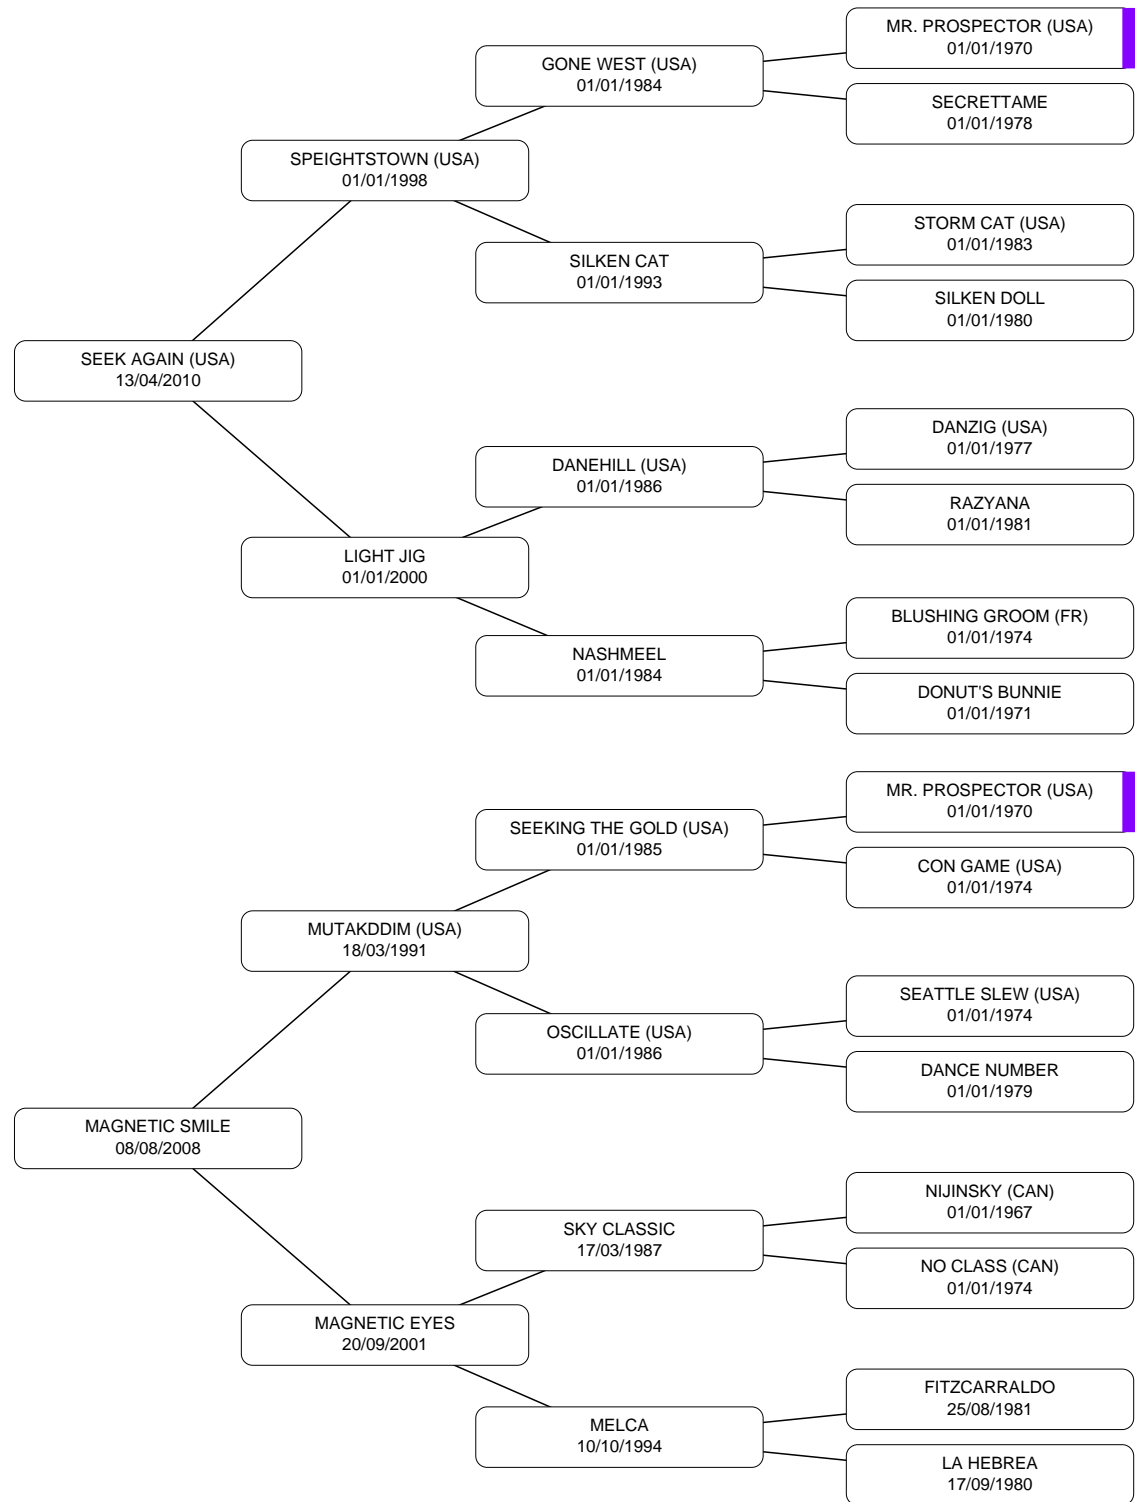 MR. PROSPECTOR (USA)
01/01/1970
GONE WEST (USA)
01/01/1984
SECRETTAME
01/01/1978
SPEIGHTSTOWN (USA)
01/01/1998
STORM CAT (USA)
01/01/1983
SILKEN CAT
01/01/1993
SILKEN DOLL
01/01/1980
SEEK AGAIN (USA)
13/04/2010
DANZIG (USA)
01/01/1977
DANEHILL (USA)
01/01/1986
RAZYANA
01/01/1981
LIGHT JIG
01/01/2000
BLUSHING GROOM (FR)
01/01/1974
NASHMEEL
01/01/1984
DONUT'S BUNNIE
01/01/1971
MR. PROSPECTOR (USA)
01/01/1970
SEEKING THE GOLD (USA)
01/01/1985
CON GAME (USA)
01/01/1974
MUTAKDDIM (USA)
18/03/1991
SEATTLE SLEW (USA)
01/01/1974
OSCILLATE (USA)
01/01/1986
DANCE NUMBER
01/01/1979
MAGNETIC SMILE
08/08/2008
NIJINSKY (CAN)
01/01/1967
SKY CLASSIC
17/03/1987
NO CLASS (CAN)
01/01/1974
MAGNETIC EYES
20/09/2001
FITZCARRALDO
25/08/1981
MELCA
10/10/1994
LA HEBREA
17/09/1980